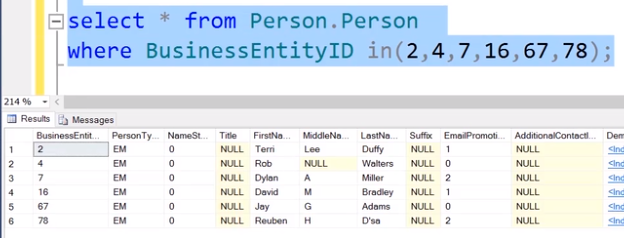 select * from Person.Person
where BusinessEntityID in(2,4,7,16,67,78);
214 %
Results Messages
BusinessEntit... PersonTy... NameSt... Title FirstNa... MiddleNa... LastNa... Suffix EmailPromoti... AdditionalContactI... Dem
1 2 EM 0 NULL Terri Lee Duffy NULL 1 NULL <Ind
2 4 EM 0 NULL Rob NULL Walters NULL 0 NULL <Ind
3 7 EM 0 NULL Dylan A Miller NULL 2 NULL <Ind
4 16 EM 0 NULL David M Bradley NULL 1 NULL <Ind
5 67 EM 0 NULL Jay G Adams NULL 0 NULL <Ind
6 78 EM 0 NULL Reuben H D'sa NULL 2 NULL <Ind